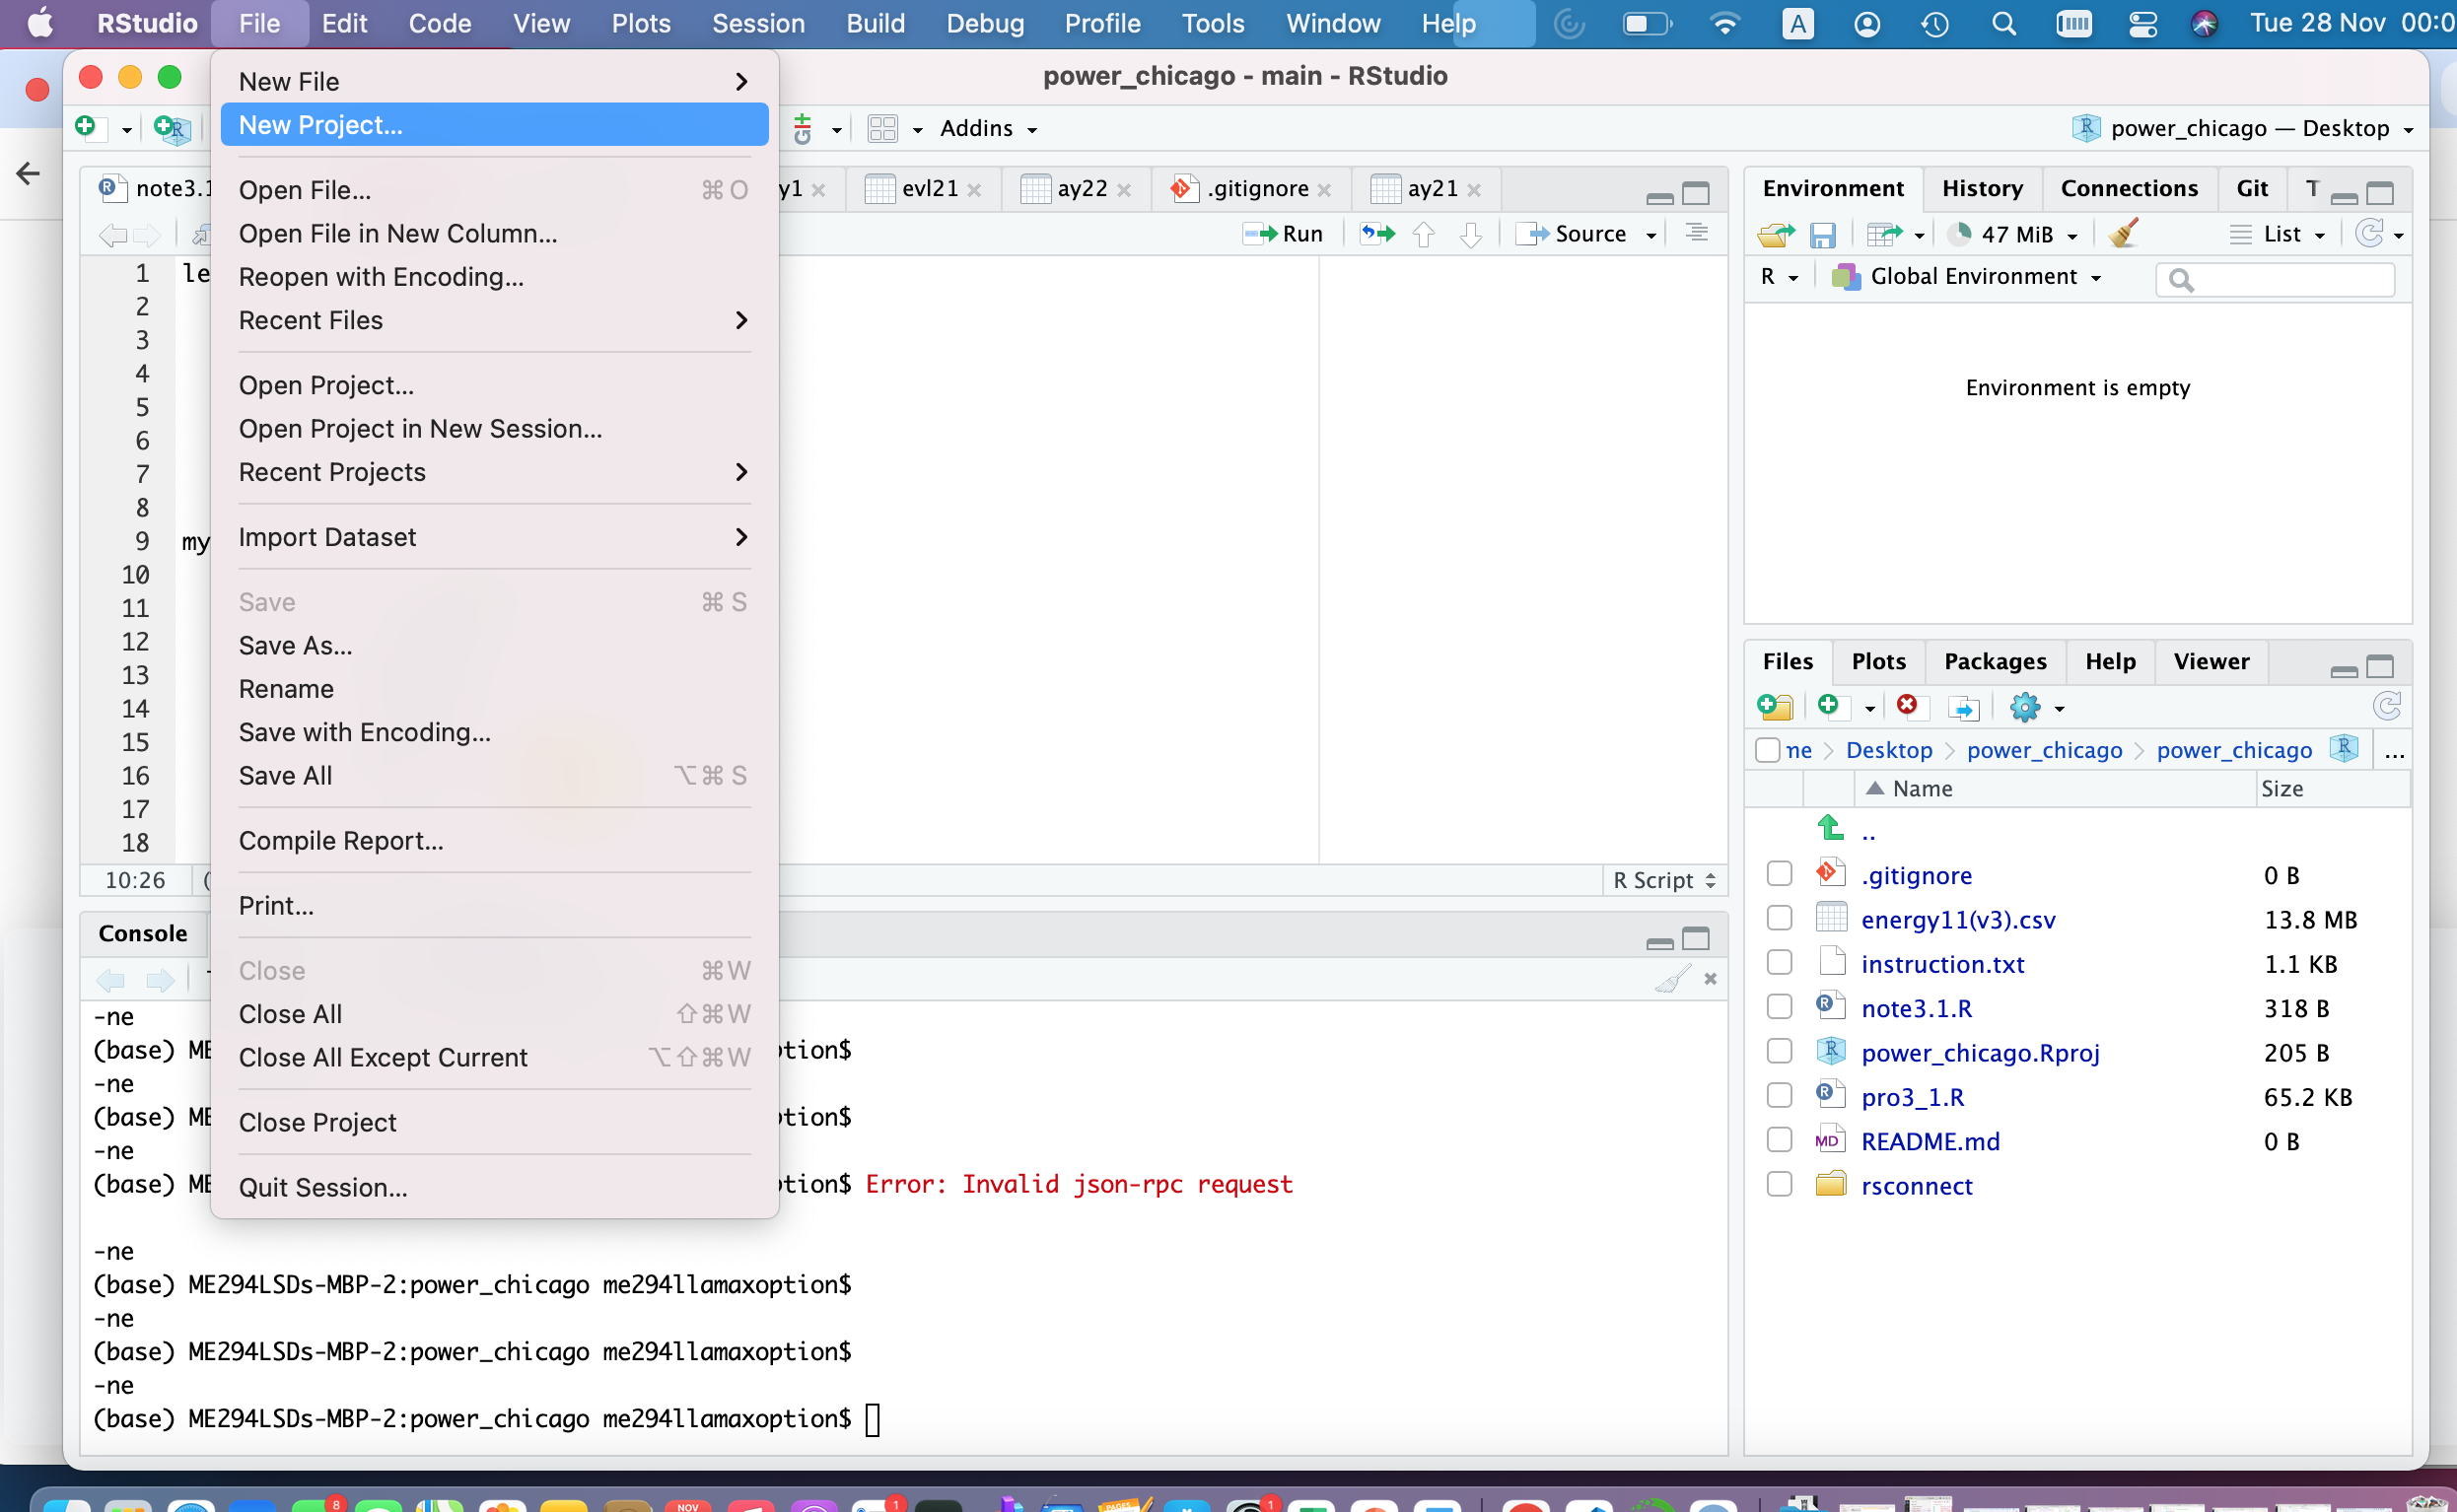 RStudio File Edit Code View Plots Session Build Debug Profile Tools Window Help A Tue 28 Nov 00:0
power_chicago - main - RStudio
New File
New Project...
Open File... ⌘ O
Open File in New Column...
Reopen with Encoding...
Recent Files
Open Project...
Open Project in New Session...
Recent Projects
Import Dataset
Save ⌘ S
Save As...
Rename
Save with Encoding...
Save All ⌥⌘ S
Compile Report...
Print...
Close ⌘W
Close All ⇧⌘W
Close All Except Current ⌥⇧⌘W
Close Project
Quit Session...
Addins
power_chicago — Desktop
note3.1 y1 evl21 ay22 .gitignore ay21
Run Source
1 le
2
3
4
5
6
7
8
9 my
10
11
12
13
14
15
16
17
18
10:26 ( R Script
Console
-ne
(base) ME tion$
-ne
(base) ME tion$
-ne
(base) ME tion$ Error: Invalid json-rpc request
-ne
(base) ME294LSDs-MBP-2:power_chicago me294llamaxoption$
-ne
(base) ME294LSDs-MBP-2:power_chicago me294llamaxoption$
-ne
(base) ME294LSDs-MBP-2:power_chicago me294llamaxoption$
Environment History Connections Git T
47 MiB List
R Global Environment
Environment is empty
Files Plots Packages Help Viewer
me Desktop power_chicago power_chicago ...
Name Size
..
.gitignore 0 B
energy11(v3).csv 13.8 MB
instruction.txt 1.1 KB
note3.1.R 318 B
power_chicago.Rproj 205 B
pro3_1.R 65.2 KB
README.md 0 B
rsconnect
8 NOV 1 PAGES 1